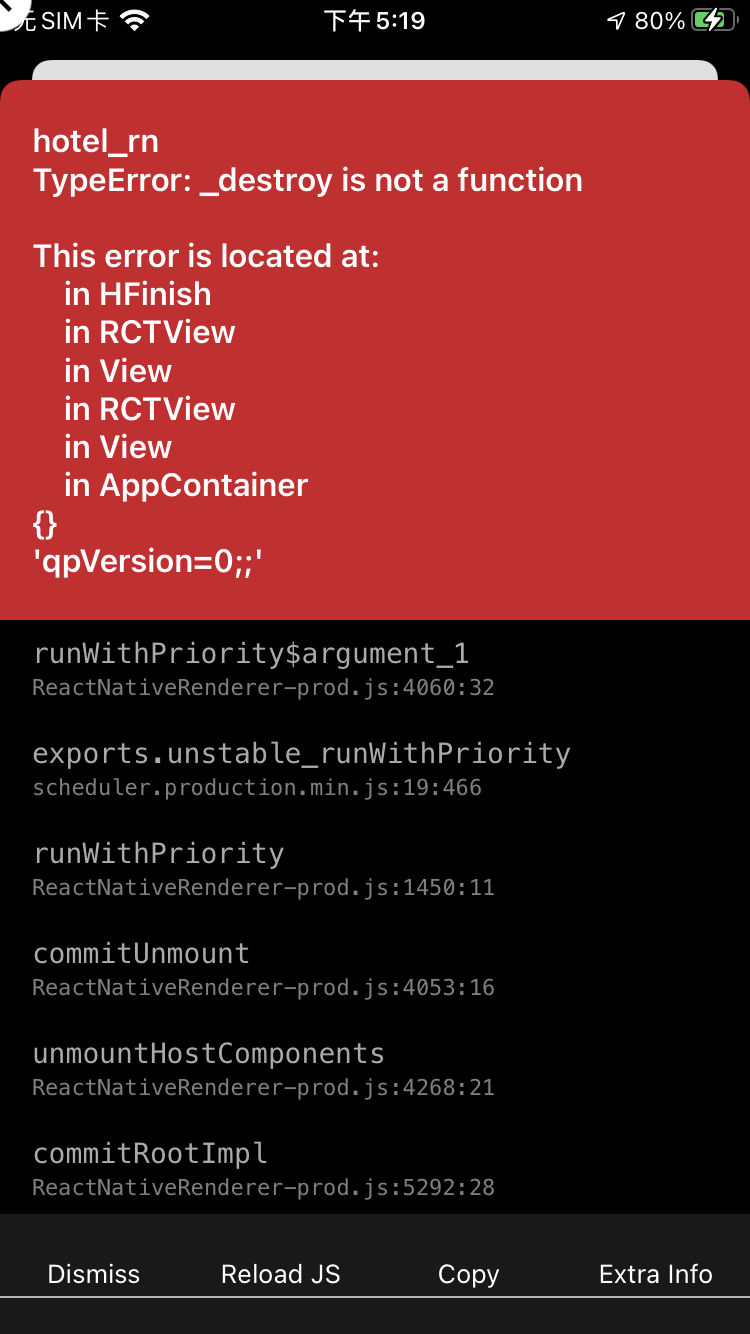 无 SIM 卡 下午5:19 80%
hotel_rn
TypeError: _destroy is not a function
This error is located at:
in HFinish
in RCTView
in View
in RCTView
in View
in AppContainer
{}
'qpVersion=0;;'
runWithPriority$argument_1
ReactNativeRenderer-prod.js:4060:32
exports.unstable_runWithPriority
scheduler.production.min.js:19:466
runWithPriority
ReactNativeRenderer-prod.js:1450:11
commitUnmount
ReactNativeRenderer-prod.js:4053:16
unmountHostComponents
ReactNativeRenderer-prod.js:4268:21
commitRootImpl
ReactNativeRenderer-prod.js:5292:28
Dismiss Reload JS Copy Extra Info